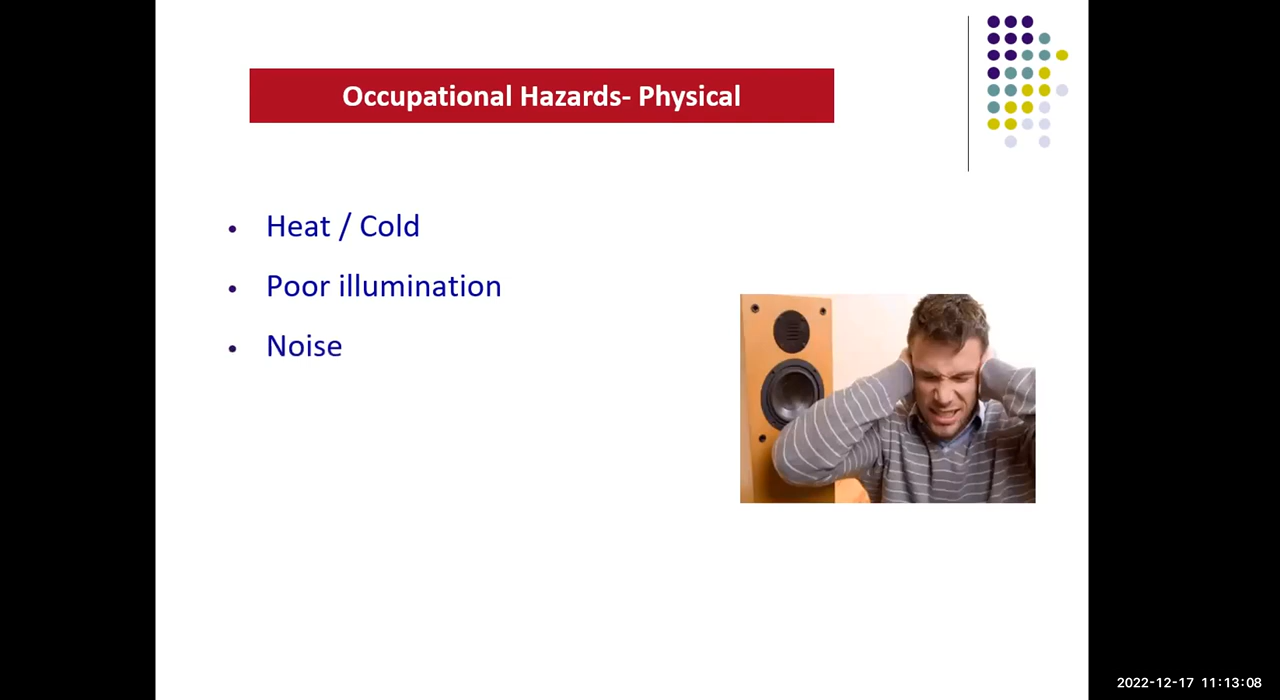 Occupational Hazards- Physical
• Heat / Cold
• Poor illumination
• Noise
2022-12-17 11:13:08